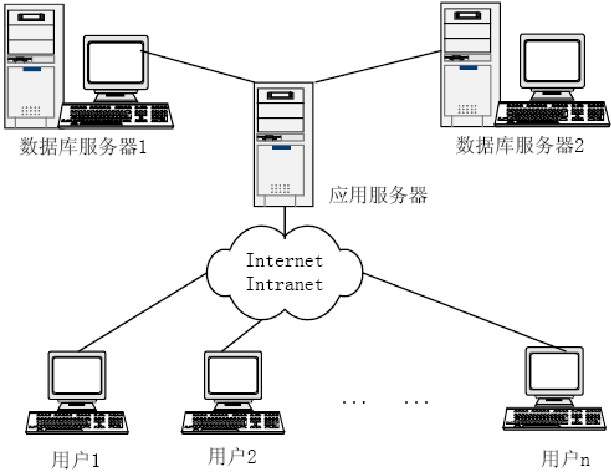 数据库服务器1
数据库服务器2
应用服务器
Internet
Intranet
... ...
用户1
用户2
用户n